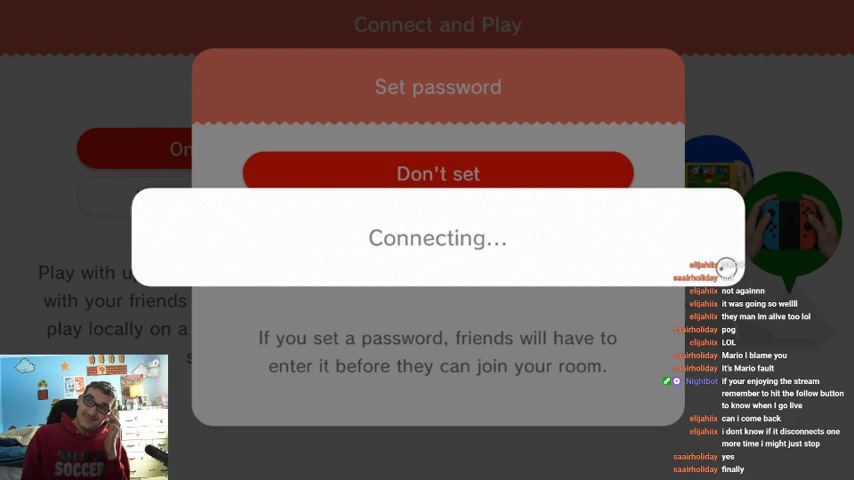 Connect and Play
Set password
On
Don't set
Connecting...
Play with u
with your friends
play locally on a
s
If you set a password, friends will have to
enter it before they can join your room.
elijahiix
saairholiday
elijahiix not againnn
elijahiix it was going so wellll
elijahiix they man im alive too lol
saairholiday pog
elijahiix LOL
saairholiday Mario I blame you
saairholiday It's Mario fault
Nightbot if your enjoying the stream
remember to hit the follow button
to know when I go live
elijahiix can i come back
elijahiix i dont know if it disconnects one
more time i might just stop
saairholiday yes
saairholiday finally
SOCCER